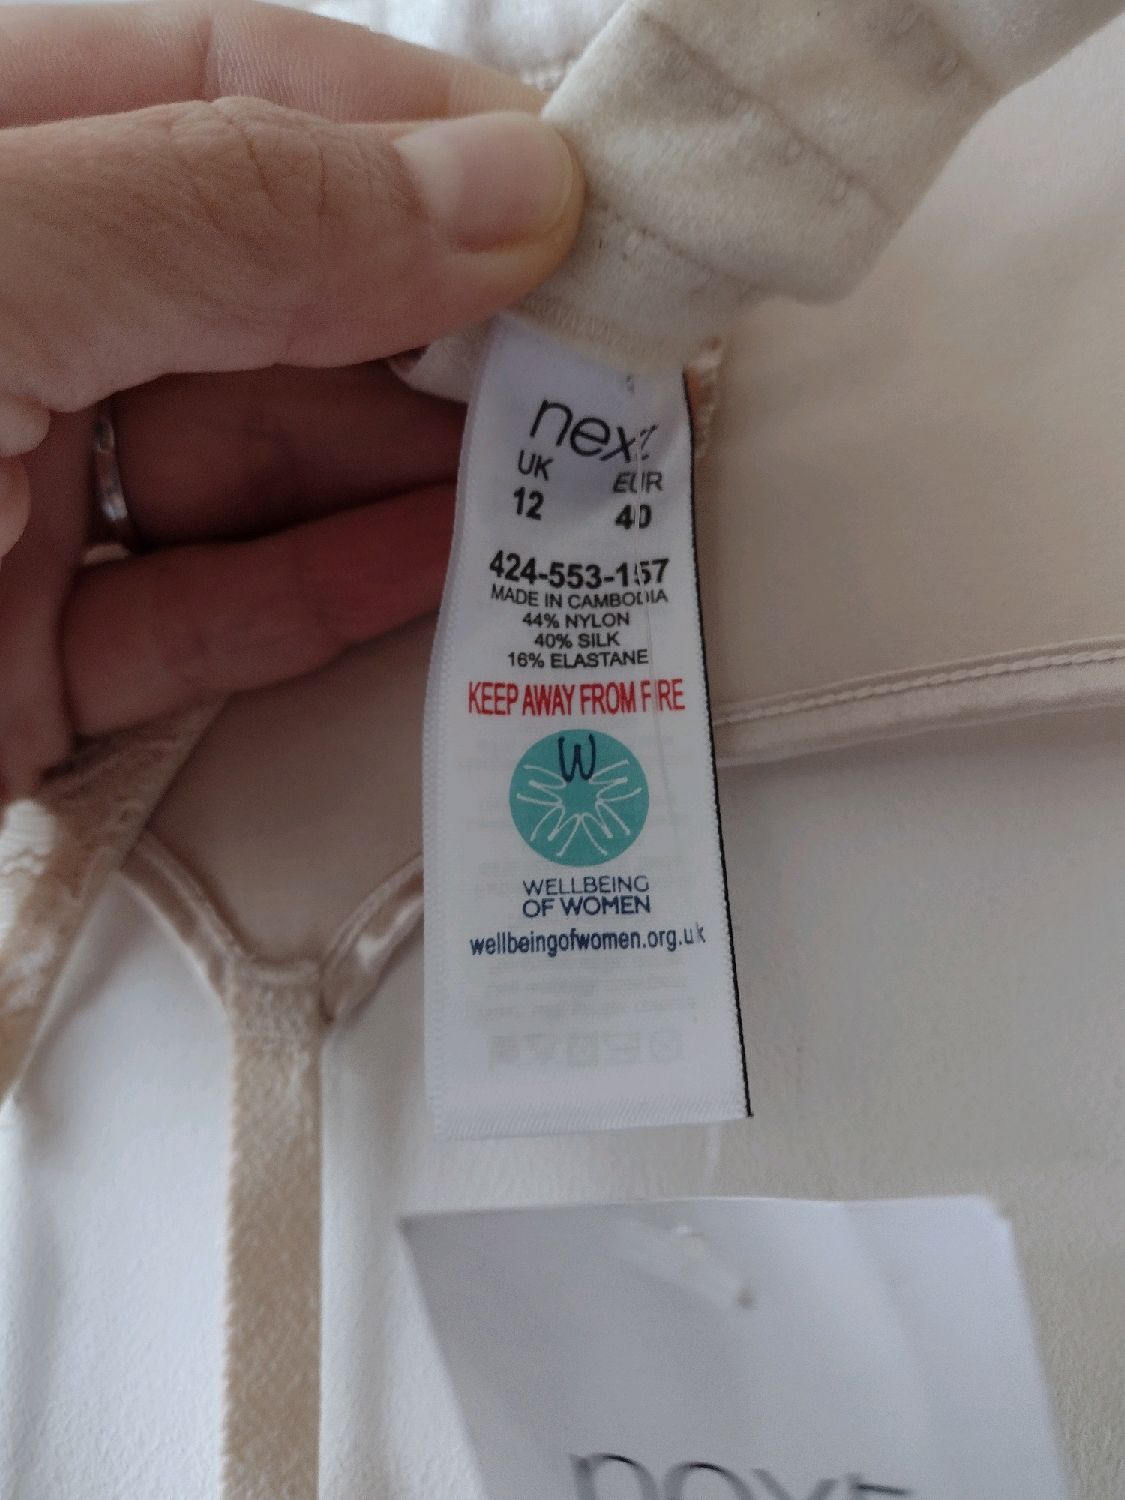 next
UK EUR
12 40
424-553-157
MADE IN CAMBODIA
44% NYLON
40% SILK
16% ELASTANE
KEEP AWAY FROM FIRE
W
WELLBEING
OF WOMEN
wellbeingofwomen.org.uk
next